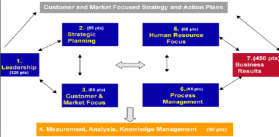 Customer and Market Focused Strategy and Action Plans
2. (85 pts)
Strategic
Planning
5. (85 pts)
Human Resource
Focus
1.
Leadership
(120 pts)
7. (450 pts)
Business
Results
3. (85 pts)
Customer &
Market Focus
6. (85 pts)
Process
Management
4. Measurement, Analysis, Knowledge Management (90 pts)